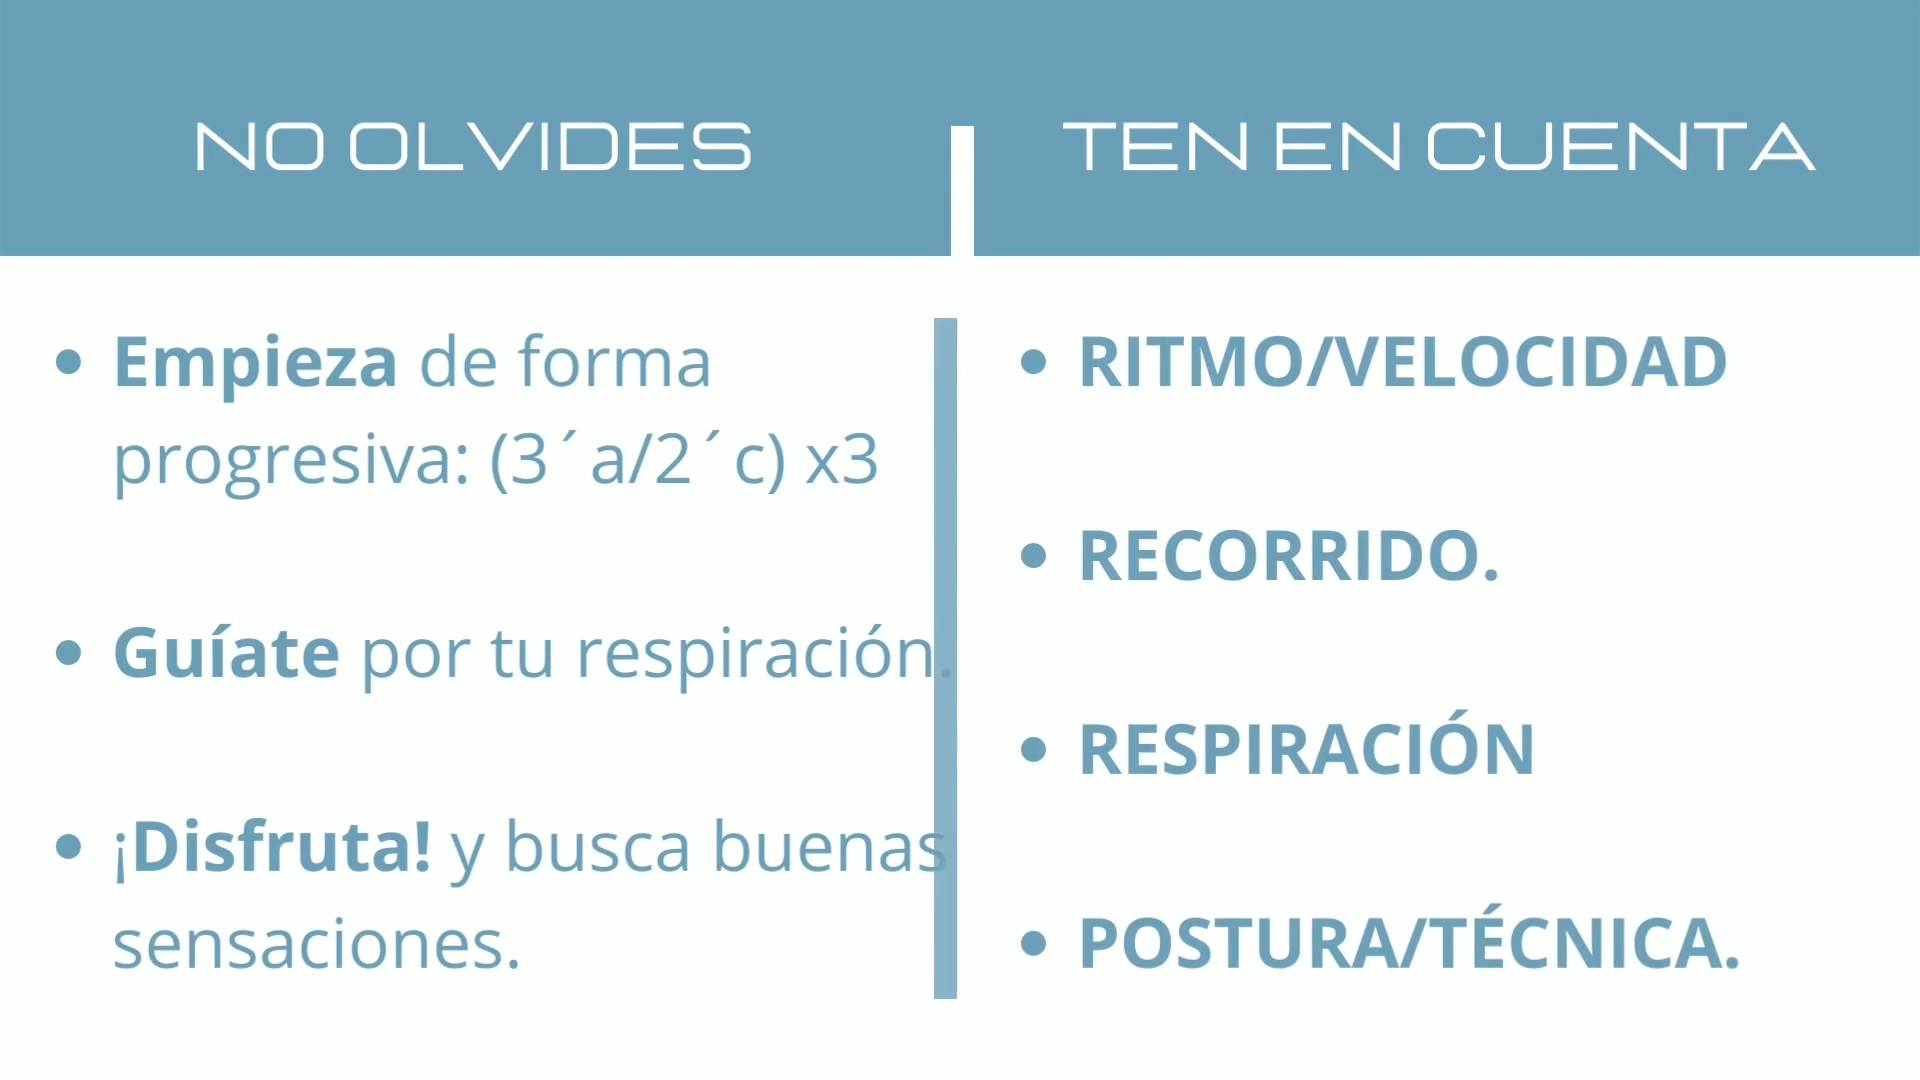 NO OLVIDES
• Empieza de forma
progresiva: (3´a/2´c) x3
• Guíate por tu respiración.
• ¡Disfruta! y busca buenas
sensaciones.
TEN EN CUENTA
• RITMO/VELOCIDAD
• RECORRIDO.
• RESPIRACIÓN
• POSTURA/TÉCNICA.